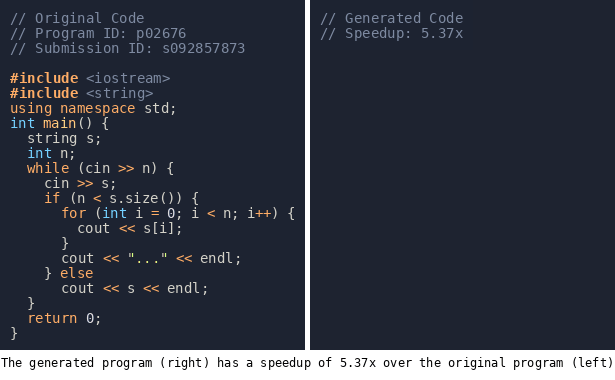 // Original Code
// Program ID: p02676
// Submission ID: s092857873
#include <iostream>
#include <string>
using namespace std;
int main() {
  string s;
  int n;
  while (cin >> n) {
    cin >> s;
    if (n < s.size()) {
      for (int i = 0; i < n; i++) {
        cout << s[i];
      }
      cout << "..." << endl;
    } else
      cout << s << endl;
  }
  return 0;
}
// Generated Code
// Speedup: 5.37x
The generated program (right) has a speedup of 5.37x over the original program (left)